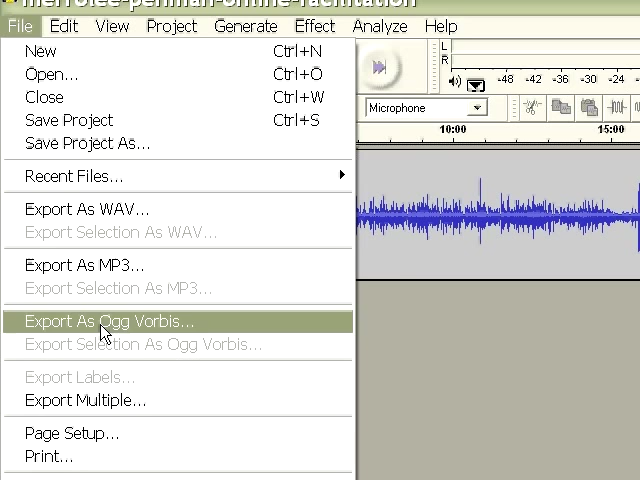 File Edit View Project Generate Effect Analyze Help
New Ctrl+N
Open... Ctrl+O
Close Ctrl+W
Save Project Ctrl+S
Save Project As...
Recent Files...
Export As WAV...
Export Selection As WAV...
Export As MP3...
Export Selection As MP3...
Export As Ogg Vorbis...
Export Selection As Ogg Vorbis...
Export Labels...
Export Multiple...
Page Setup...
Print...
L
R
-48 -42 -36 -30 -24
Microphone
10:00 15:00